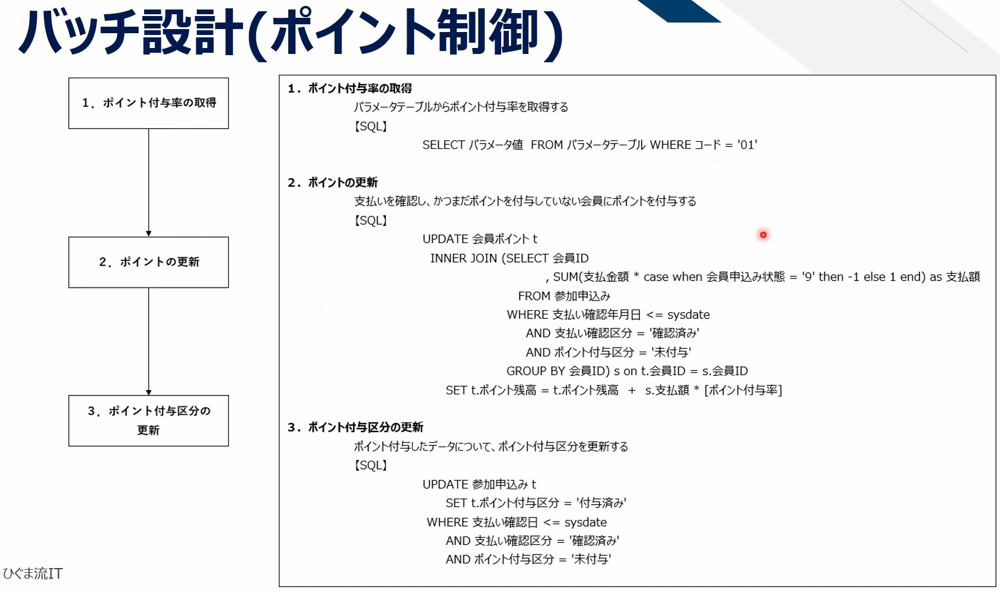 バッチ設計(ポイント制御)
1．ポイント付与率の取得
2．ポイントの更新
3．ポイント付与区分の
更新
1．ポイント付与率の取得
パラメータテーブルからポイント付与率を取得する
【SQL】
SELECT パラメータ値 FROM パラメータテーブル WHERE コード = '01'
2．ポイントの更新
支払いを確認し、かつまだポイントを付与していない会員にポイントを付与する
【SQL】
UPDATE 会員ポイント t
INNER JOIN (SELECT 会員ID
, SUM(支払金額 * case when 会員申込み状態 = '9' then -1 else 1 end) as 支払額
FROM 参加申込み
WHERE 支払い確認年月日 <= sysdate
AND 支払い確認区分 = '確認済み'
AND ポイント付与区分 = '未付与'
GROUP BY 会員ID) s on t.会員ID = s.会員ID
SET t.ポイント残高 = t.ポイント残高 ＋ s.支払額 * [ポイント付与率]
3．ポイント付与区分の更新
ポイント付与したデータについて、ポイント付与区分を更新する
【SQL】
UPDATE 参加申込み t
SET t.ポイント付与区分 = '付与済み'
WHERE 支払い確認日 <= sysdate
AND 支払い確認区分 = '確認済み'
AND ポイント付与区分 = '未付与'
ひぐま流IT